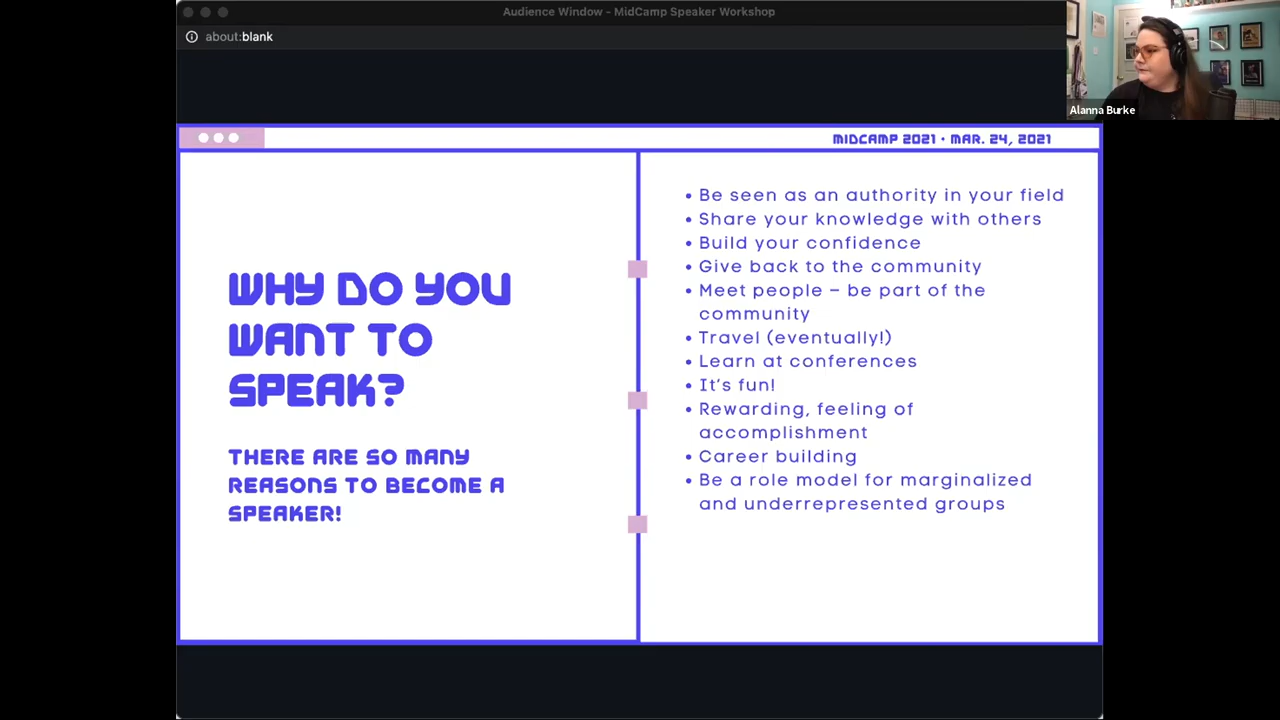 Audience Window - MidCamp Speaker Workshop
about:blank
Alanna Burke
MIDCAMP 2021 • MAR. 24, 2021
WHY DO YOU
WANT TO
SPEAK?
THERE ARE SO MANY
REASONS TO BECOME A
SPEAKER!
• Be seen as an authority in your field
• Share your knowledge with others
• Build your confidence
• Give back to the community
• Meet people – be part of the
community
• Travel (eventually!)
• Learn at conferences
• It's fun!
• Rewarding, feeling of
accomplishment
• Career building
• Be a role model for marginalized
and underrepresented groups